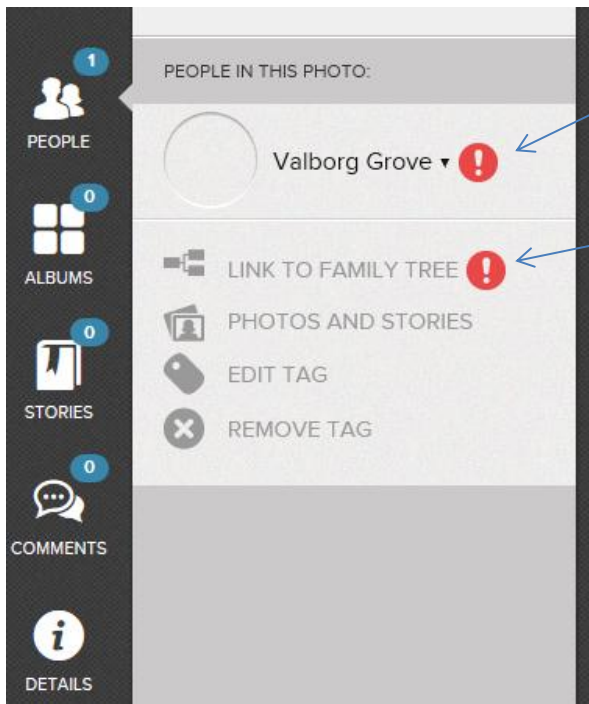 1
PEOPLE
0
ALBUMS
0
STORIES
0
COMMENTS
i
DETAILS
PEOPLE IN THIS PHOTO:
Valborg Grove ▾ !
LINK TO FAMILY TREE !
PHOTOS AND STORIES
EDIT TAG
REMOVE TAG